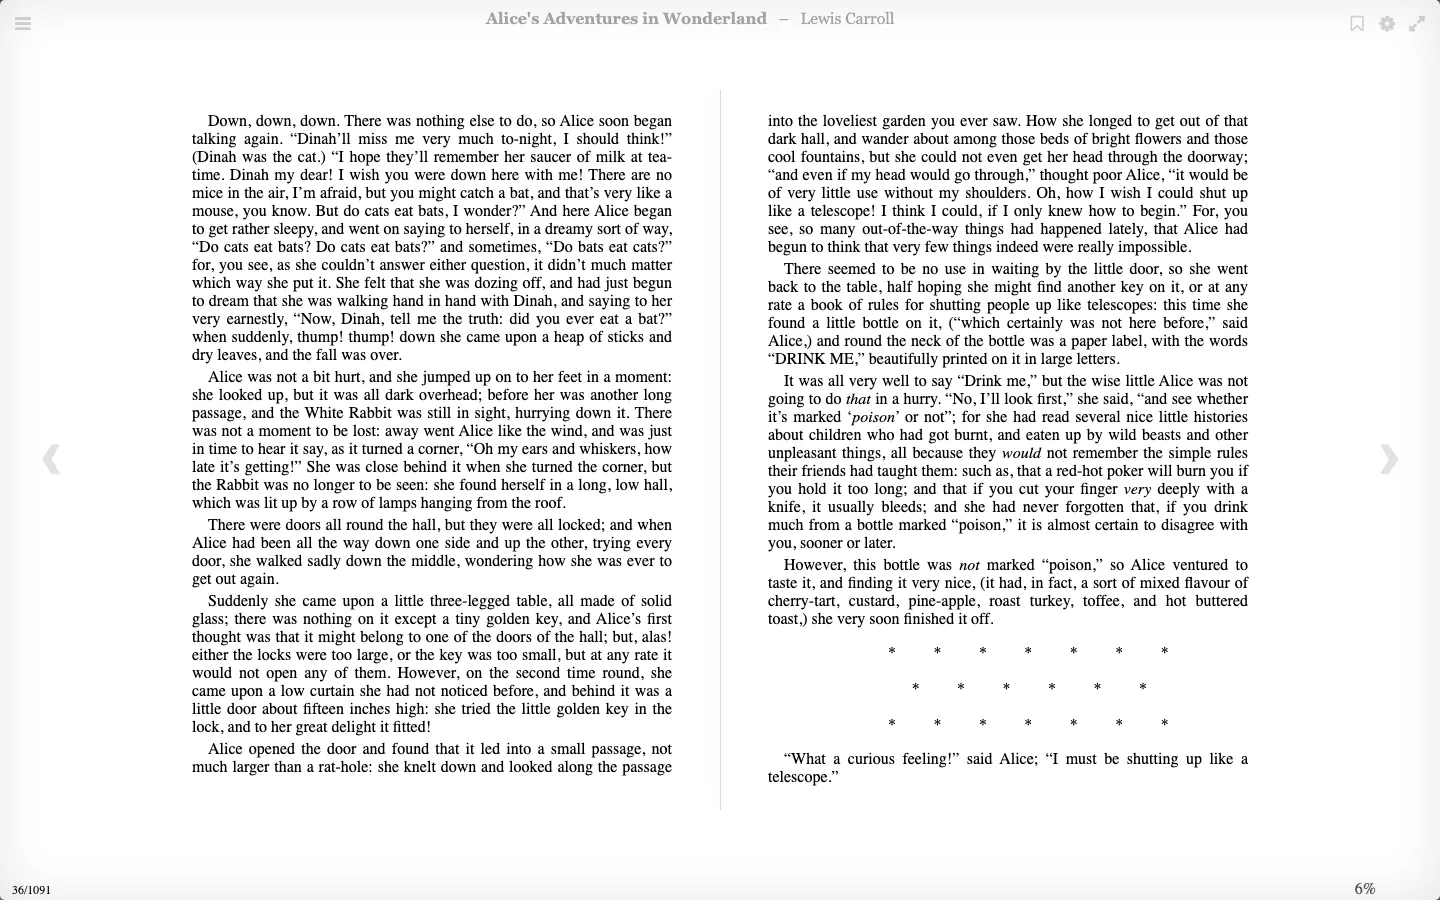 Alice's Adventures in Wonderland – Lewis Carroll
Down, down, down. There was nothing else to do, so Alice soon began
talking again. “Dinah’ll miss me very much to-night, I should think!”
(Dinah was the cat.) “I hope they’ll remember her saucer of milk at tea-
time. Dinah my dear! I wish you were down here with me! There are no
mice in the air, I’m afraid, but you might catch a bat, and that’s very like a
mouse, you know. But do cats eat bats, I wonder?” And here Alice began
to get rather sleepy, and went on saying to herself, in a dreamy sort of way,
“Do cats eat bats? Do cats eat bats?” and sometimes, “Do bats eat cats?”
for, you see, as she couldn’t answer either question, it didn’t much matter
which way she put it. She felt that she was dozing off, and had just begun
to dream that she was walking hand in hand with Dinah, and saying to her
very earnestly, “Now, Dinah, tell me the truth: did you ever eat a bat?”
when suddenly, thump! thump! down she came upon a heap of sticks and
dry leaves, and the fall was over.
Alice was not a bit hurt, and she jumped up on to her feet in a moment:
she looked up, but it was all dark overhead; before her was another long
passage, and the White Rabbit was still in sight, hurrying down it. There
was not a moment to be lost: away went Alice like the wind, and was just
in time to hear it say, as it turned a corner, “Oh my ears and whiskers, how
late it’s getting!” She was close behind it when she turned the corner, but
the Rabbit was no longer to be seen: she found herself in a long, low hall,
which was lit up by a row of lamps hanging from the roof.
There were doors all round the hall, but they were all locked; and when
Alice had been all the way down one side and up the other, trying every
door, she walked sadly down the middle, wondering how she was ever to
get out again.
Suddenly she came upon a little three-legged table, all made of solid
glass; there was nothing on it except a tiny golden key, and Alice’s first
thought was that it might belong to one of the doors of the hall; but, alas!
either the locks were too large, or the key was too small, but at any rate it
would not open any of them. However, on the second time round, she
came upon a low curtain she had not noticed before, and behind it was a
little door about fifteen inches high: she tried the little golden key in the
lock, and to her great delight it fitted!
Alice opened the door and found that it led into a small passage, not
much larger than a rat-hole: she knelt down and looked along the passage
into the loveliest garden you ever saw. How she longed to get out of that
dark hall, and wander about among those beds of bright flowers and those
cool fountains, but she could not even get her head through the doorway;
“and even if my head would go through,” thought poor Alice, “it would be
of very little use without my shoulders. Oh, how I wish I could shut up
like a telescope! I think I could, if I only knew how to begin.” For, you
see, so many out-of-the-way things had happened lately, that Alice had
begun to think that very few things indeed were really impossible.
There seemed to be no use in waiting by the little door, so she went
back to the table, half hoping she might find another key on it, or at any
rate a book of rules for shutting people up like telescopes: this time she
found a little bottle on it, (“which certainly was not here before,” said
Alice,) and round the neck of the bottle was a paper label, with the words
“DRINK ME,” beautifully printed on it in large letters.
It was all very well to say “Drink me,” but the wise little Alice was not
going to do that in a hurry. “No, I’ll look first,” she said, “and see whether
it’s marked ‘poison’ or not”; for she had read several nice little histories
about children who had got burnt, and eaten up by wild beasts and other
unpleasant things, all because they would not remember the simple rules
their friends had taught them: such as, that a red-hot poker will burn you if
you hold it too long; and that if you cut your finger very deeply with a
knife, it usually bleeds; and she had never forgotten that, if you drink
much from a bottle marked “poison,” it is almost certain to disagree with
you, sooner or later.
However, this bottle was not marked “poison,” so Alice ventured to
taste it, and finding it very nice, (it had, in fact, a sort of mixed flavour of
cherry-tart, custard, pine-apple, roast turkey, toffee, and hot buttered
toast,) she very soon finished it off.
* * * * * * *
* * * * * *
* * * * * * *
“What a curious feeling!” said Alice; “I must be shutting up like a
telescope.”
36/1091
6%